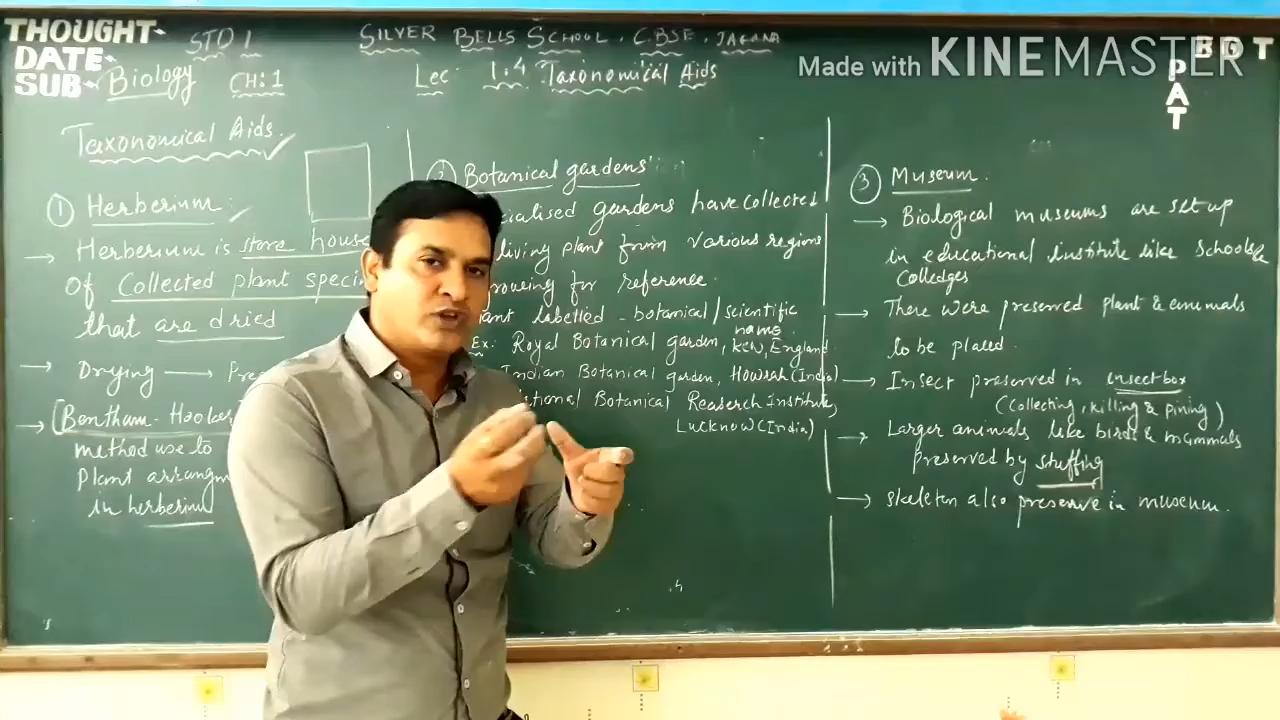 THOUGHT-
DATE
SUB-
STD 1
Biology
CH:1
SILVER BELLS SCHOOL, CBSE, JAGANA
Lec: 1.4 Taxonomical Aids
Made with KINEMASTER
B D T
P
A
T
Taxonomical Aids.
① Herberium.
→ Herberium is store house
of Collected plant speci
that are dried
→ Drying → Pre
→ (Bentham-Hooker
method use to
plant arrangm
in herberium
Botanical gardens
cialised gardens have collected
living plant form various regions
rowing for reference.
ant labelled - botanical/scientific
name.
Ex: Royal Botanical garden, Kew, England
Indian Botanical garden, Howrah (India)
tional Botanical Reaserch Institute,
Lucknow (India)
③ Museum.
→ Biological museums are set up
in educational institute like Schools &
Colledges
→ There were preserved plant & animals
to be placed.
→ Insect preserved in insect box
(Collecting, killing & pining)
→ Larger animals like birds & mammals
preserved by stuffing
→ skeleton also preserve in museum.